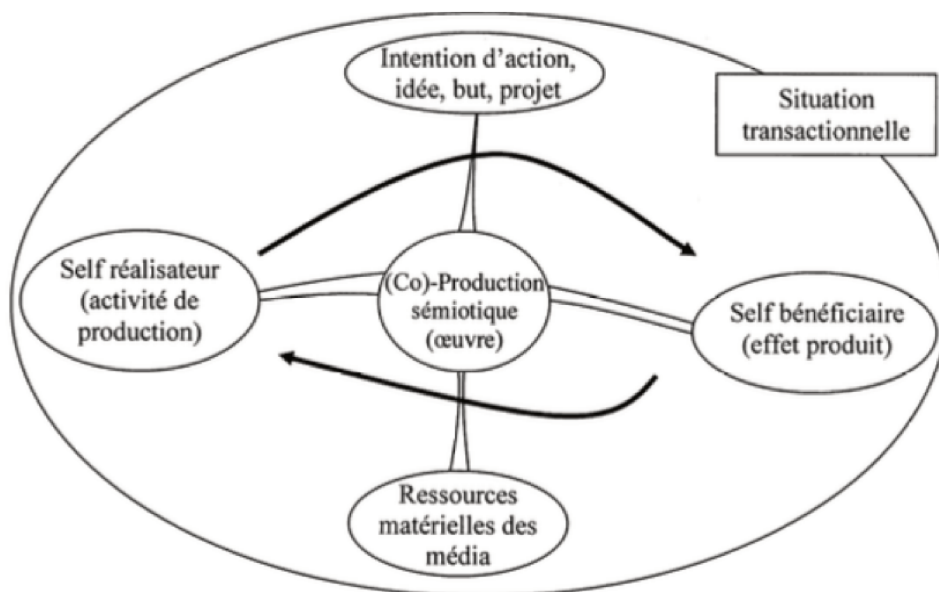 Intention d'action,
idée, but, projet
Situation
transactionnelle
Self réalisateur
(activité de
production)
(Co)-Production
sémiotique
(œuvre)
Self bénéficiaire
(effet produit)
Ressources
matérielles des
média